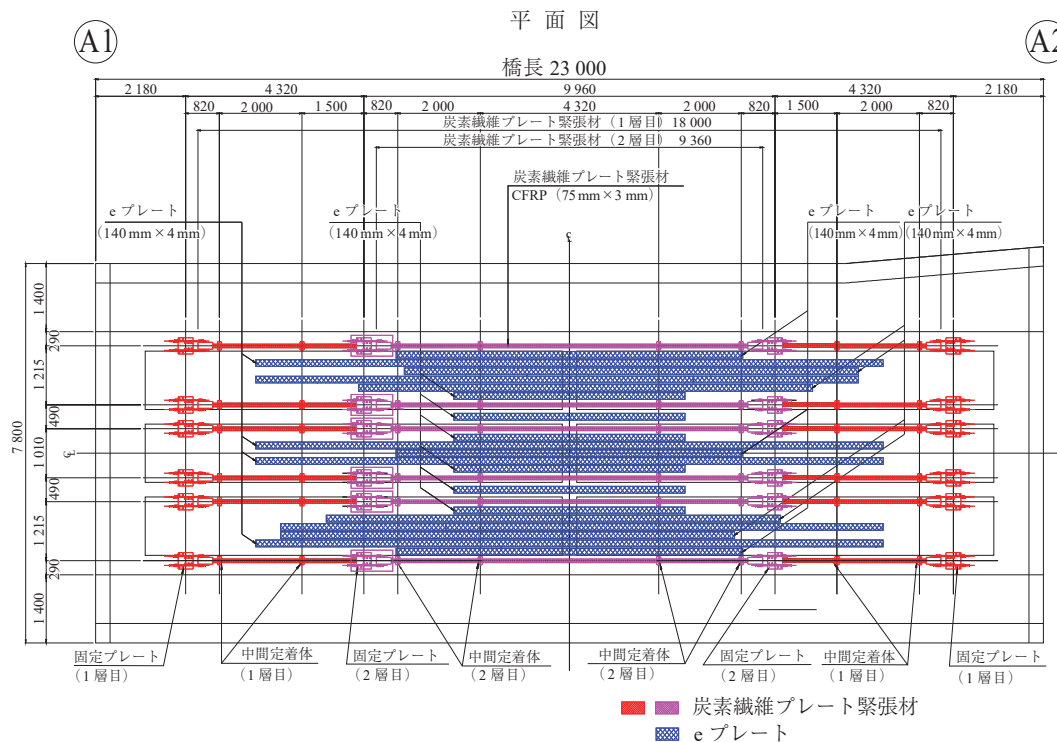 平面図
A1
A2
橋長 23 000
2 180
4 320
9 960
4 320
2 180
820
2 000
1 500
820
2 000
4 320
2 000
820
1 500
2 000
820
炭素繊維プレート緊張材(1層目) 18 000
炭素繊維プレート緊張材(2層目) 9 360
炭素繊維プレート緊張材
CFRP(75 mm×3 mm)
e プレート
(140 mm×4 mm)
e プレート
(140 mm×4 mm)
e プレート
(140 mm×4 mm)
e プレート
(140 mm×4 mm)
℄
7 800
1 400
290
1 215
490
1 010
℄
490
1 215
290
1 400
固定プレート
(1層目)
中間定着体
(1層目)
固定プレート
(2層目)
中間定着体
(2層目)
中間定着体
(2層目)
固定プレート
(2層目)
中間定着体
(1層目)
固定プレート
(1層目)
炭素繊維プレート緊張材
e プレート